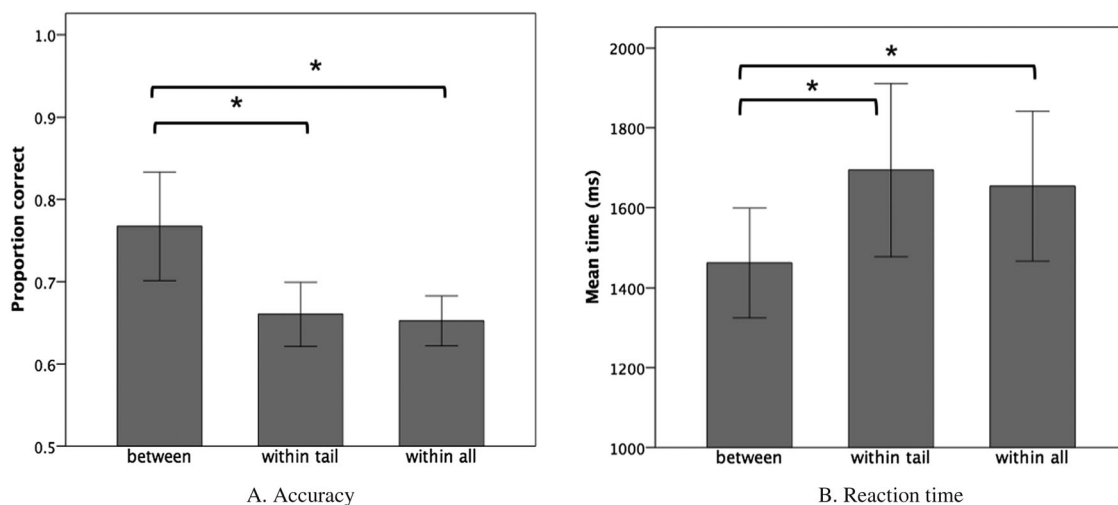 *
*
Proportion correct
1.0
0.9
0.8
0.7
0.6
0.5
between within tail within all
A. Accuracy
*
*
Mean time (ms)
2000
1800
1600
1400
1200
1000
between within tail within all
B. Reaction time